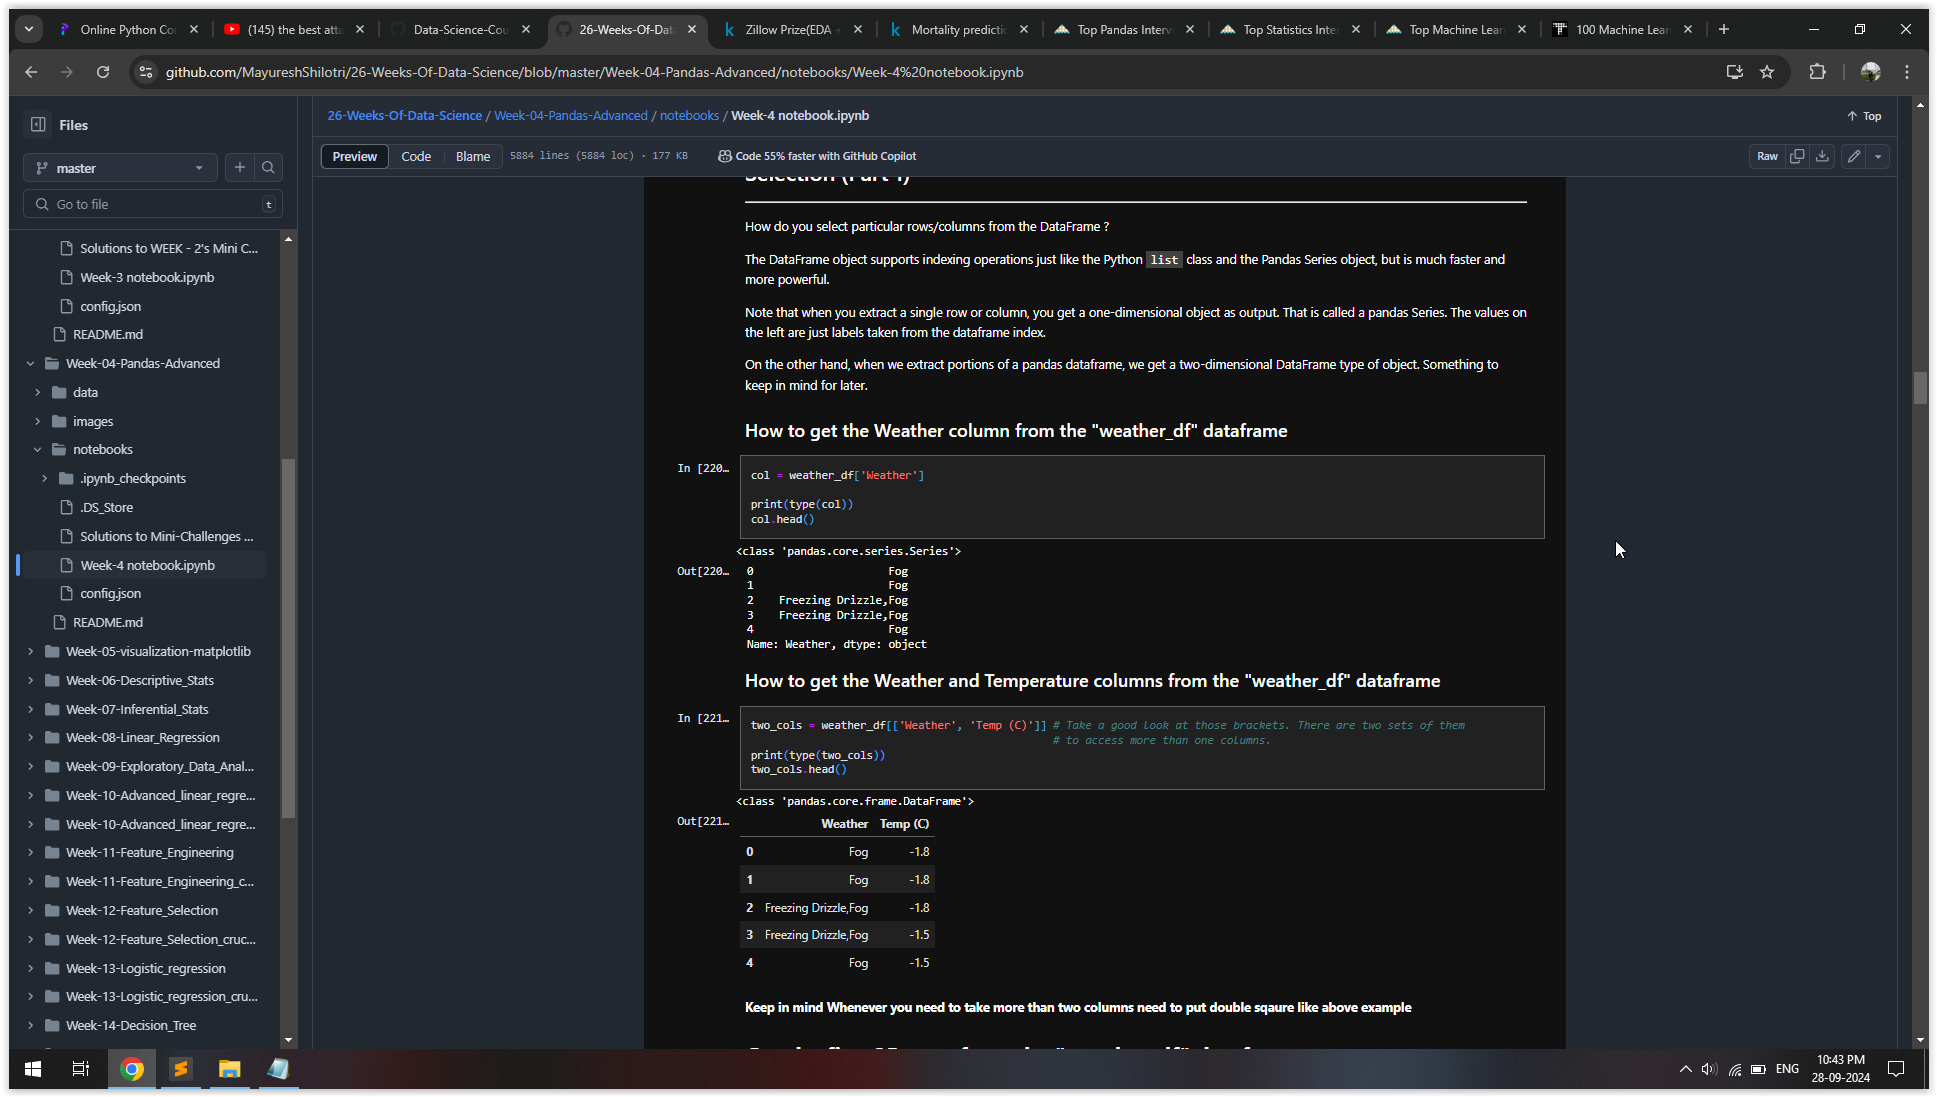 Online Python Co
(145) the best atta
Data-Science-Cou
26-Weeks-Of-Dat
Zillow Prize(EDA
Mortality predictic
Top Pandas Interv
Top Statistics Inte
Top Machine Lear
100 Machine Lear
github.com/MayureshShilotri/26-Weeks-Of-Data-Science/blob/master/Week-04-Pandas-Advanced/notebooks/Week-4%20notebook.ipynb
Files
master
Go to file
t
Solutions to WEEK - 2's Mini C...
Week-3 notebook.ipynb
config.json
README.md
Week-04-Pandas-Advanced
data
images
notebooks
.ipynb_checkpoints
.DS_Store
Solutions to Mini-Challenges ...
Week-4 notebook.ipynb
config.json
README.md
Week-05-visualization-matplotlib
Week-06-Descriptive_Stats
Week-07-Inferential_Stats
Week-08-Linear_Regression
Week-09-Exploratory_Data_Anal...
Week-10-Advanced_linear_regre...
Week-10-Advanced_linear_regre...
Week-11-Feature_Engineering
Week-11-Feature_Engineering_c...
Week-12-Feature_Selection
Week-12-Feature_Selection_cruc...
Week-13-Logistic_regression
Week-13-Logistic_regression_cru...
Week-14-Decision_Tree
26-Weeks-Of-Data-Science / Week-04-Pandas-Advanced / notebooks / Week-4 notebook.ipynb
Top
Preview Code Blame 5884 lines (5884 loc) · 177 KB Code 55% faster with GitHub Copilot
Raw
How do you select particular rows/columns from the DataFrame ?
The DataFrame object supports indexing operations just like the Python list class and the Pandas Series object, but is much faster and
more powerful.
Note that when you extract a single row or column, you get a one-dimensional object as output. That is called a pandas Series. The values on
the left are just labels taken from the dataframe index.
On the other hand, when we extract portions of a pandas dataframe, we get a two-dimensional DataFrame type of object. Something to
keep in mind for later.
How to get the Weather column from the "weather_df" dataframe
In [220…
col = weather_df['Weather']
print(type(col))
col.head()
<class 'pandas.core.series.Series'>
Out[220…
0 Fog
1 Fog
2 Freezing Drizzle,Fog
3 Freezing Drizzle,Fog
4 Fog
Name: Weather, dtype: object
How to get the Weather and Temperature columns from the "weather_df" dataframe
In [221…
two_cols = weather_df[['Weather', 'Temp (C)']] # Take a good look at those brackets. There are two sets of them
# to access more than one columns.
print(type(two_cols))
two_cols.head()
<class 'pandas.core.frame.DataFrame'>
Out[221…
Weather Temp (C)
0 Fog -1.8
1 Fog -1.8
2 Freezing Drizzle,Fog -1.8
3 Freezing Drizzle,Fog -1.5
4 Fog -1.5
Keep in mind Whenever you need to take more than two columns need to put double sqaure like above example
ENG
10:43 PM
28-09-2024